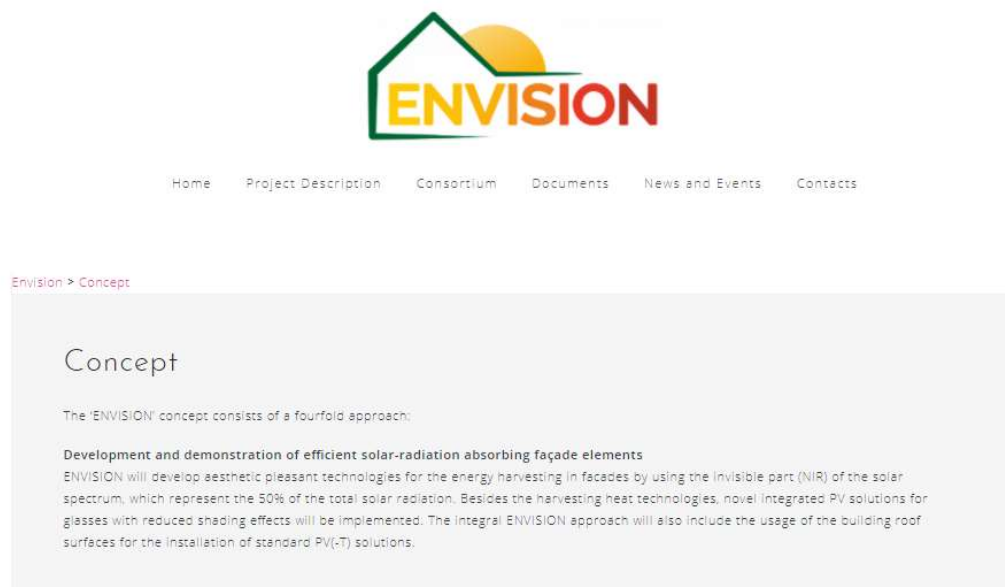 ENVISION
Home Project Description Consortium Documents News and Events Contacts
Envision > Concept
Concept
The 'ENVISION' concept consists of a fourfold approach:
Development and demonstration of efficient solar-radiation absorbing façade elements
ENVISION will develop aesthetic pleasant technologies for the energy harvesting in facades by using the invisible part (NIR) of the solar
spectrum, which represent the 50% of the total solar radiation. Besides the harvesting heat technologies, novel integrated PV solutions for
glasses with reduced shading effects will be implemented. The integral ENVISION approach will also include the usage of the building roof
surfaces for the installation of standard PV(-T) solutions.